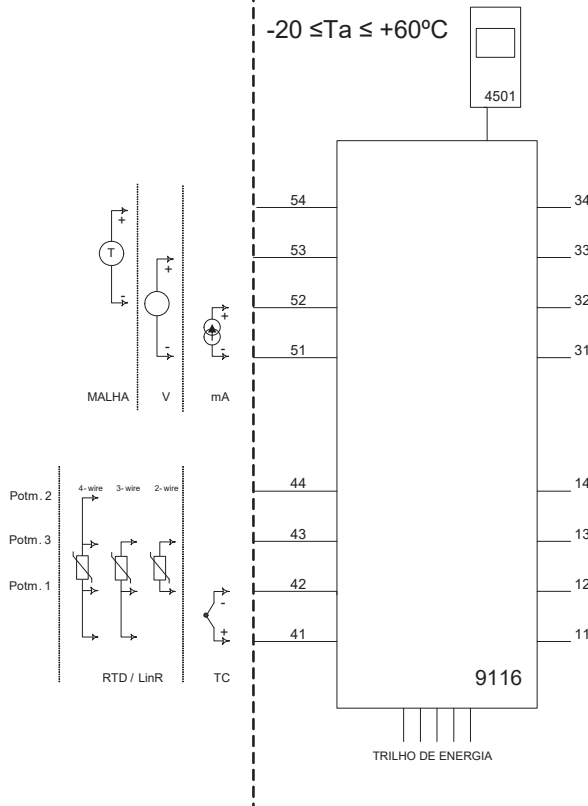 -20 ≤Ta ≤ +60ºC
4501
54
34
+
T
53
33
+
-
52
32
+
51
31
-
-
MALHA
V
mA
4-wire
3-wire
2-wire
Potm. 2
44
14
Potm. 3
43
13
Potm. 1
42
12
-
+
41
11
RTD / LinR
TC
9116
TRILHO DE ENERGIA